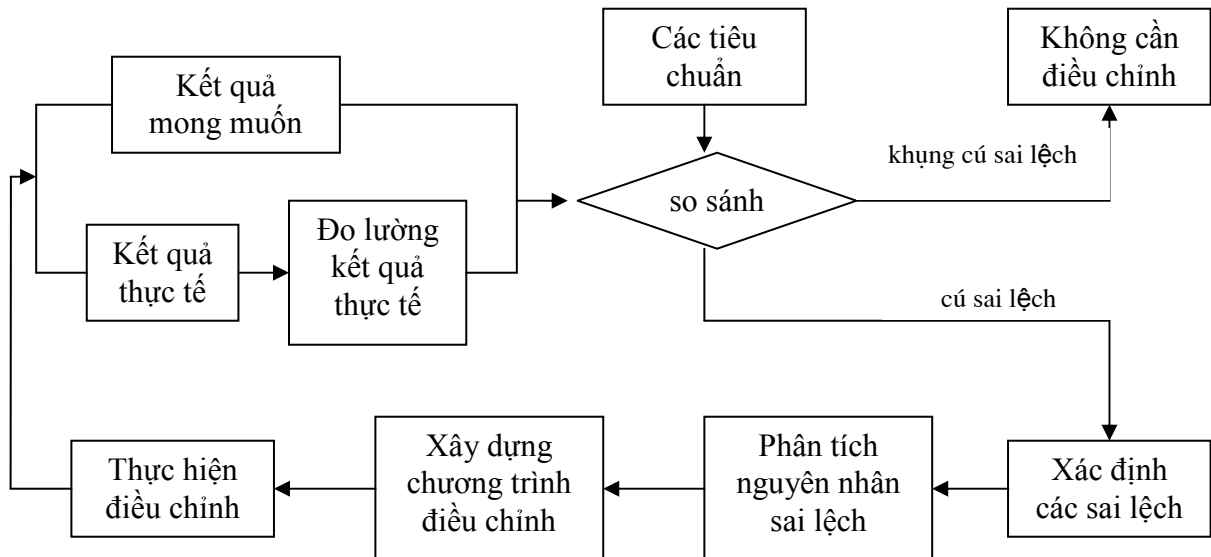 Các tiêu
chuẩn
Không cần
điều chỉnh
Kết quả
mong muốn
khụng cú sai lệch
so sánh
Kết quả
thực tế
Đo lường
kết quả
thực tế
cú sai lệch
Thực hiện
điều chỉnh
Xây dựng
chương trình
điều chỉnh
Phân tích
nguyên nhân
sai lệch
Xác định
các sai lệch